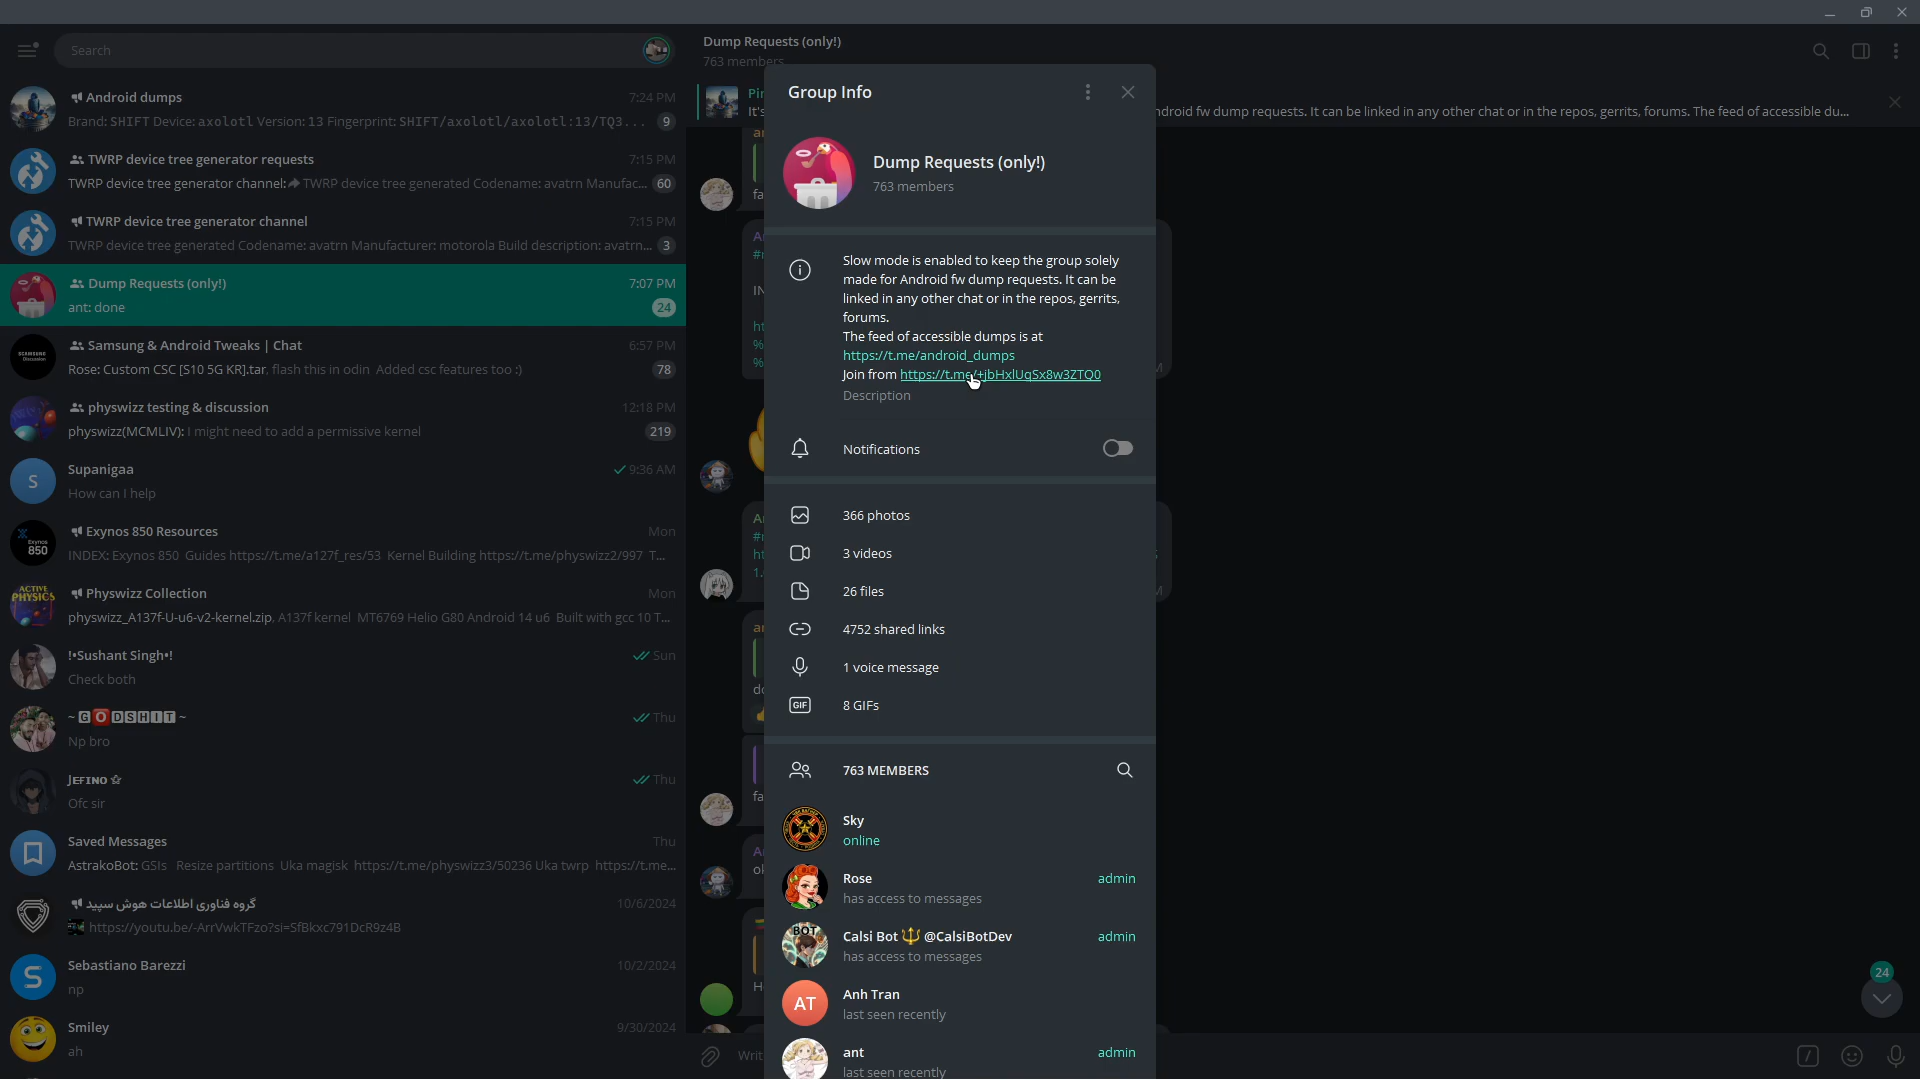 Search
Android dumps
7:24 PM
Brand: SHIFT Device: axolotl Version: 13 Fingerprint: SHIFT/axolotl/axolotl:13/TQ3...
9
TWRP device tree generator requests
7:15 PM
TWRP device tree generator channel: TWRP device tree generated Codename: avatrn Manufac...
60
TWRP device tree generator channel
7:15 PM
TWRP device tree generated Codename: avatrn Manufacturer: motorola Build description: avatrn...
3
Dump Requests (only!)
7:07 PM
ant: done
24
SCAMSUNG
Samsung & Android Tweaks | Chat
6:57 PM
Rose: Custom CSC [S10 5G KR].tar, flash this in odin Added csc features too :)
78
physwizz testing & discussion
12:18 PM
physwizz(MCMLIV): I might need to add a permissive kernel
219
S
Supanigaa
9:36 AM
How can I help
Exynos
850
Exynos 850 Resources
Mon
INDEX: Exynos 850 Guides https://t.me/a127f_res/53 Kernel Building https://t.me/physwizz2/997 T...
ACTIVE
PHYSICS
Physwizz Collection
Mon
physwizz_A137f-U-u6-v2-kernel.zip, A137f kernel MT6769 Helio G80 Android 14 u6 Built with gcc 10 T...
!•Sushant Singh•!
Sun
Check both
~ 🅶🅾🅳🆂🅷🅸🆃 ~
Thu
Np bro
Jᴇғɪɴᴏ ✩
Thu
Ofc sir
Saved Messages
Thu
AstrakoBot: GSIs Resize partitions Uka magisk https://t.me/physwizz3/50236 Uka twrp https://t.me...
گروه فناوری اطلاعات هوش سپید
10/6/2024
https://youtu.be/-ArrVwkTFzo?si=SfBkxc791DcR9z4B
S
Sebastiano Barezzi
10/2/2024
np
Smiley
9/30/2024
ah
Dump Requests (only!)
763 members
Pin
It's
ndroid fw dump requests. It can be linked in any other chat or in the repos, gerrits, forums. The feed of accessible du...
Group Info
Dump Requests (only!)
763 members
Slow mode is enabled to keep the group solely
made for Android fw dump requests. It can be
linked in any other chat or in the repos, gerrits,
forums.
The feed of accessible dumps is at
https://t.me/android_dumps
Join from https://t.me/+jbHxlUqSx8w3ZTQ0
Description
Notifications
366 photos
3 videos
26 files
4752 shared links
1 voice message
GIF
8 GIFs
763 MEMBERS
Sky
online
Rose
admin
has access to messages
BOT
Calsi Bot 🔱 @CalsiBotDev
admin
has access to messages
AT
Anh Tran
last seen recently
ant
admin
last seen recently
Writ
24